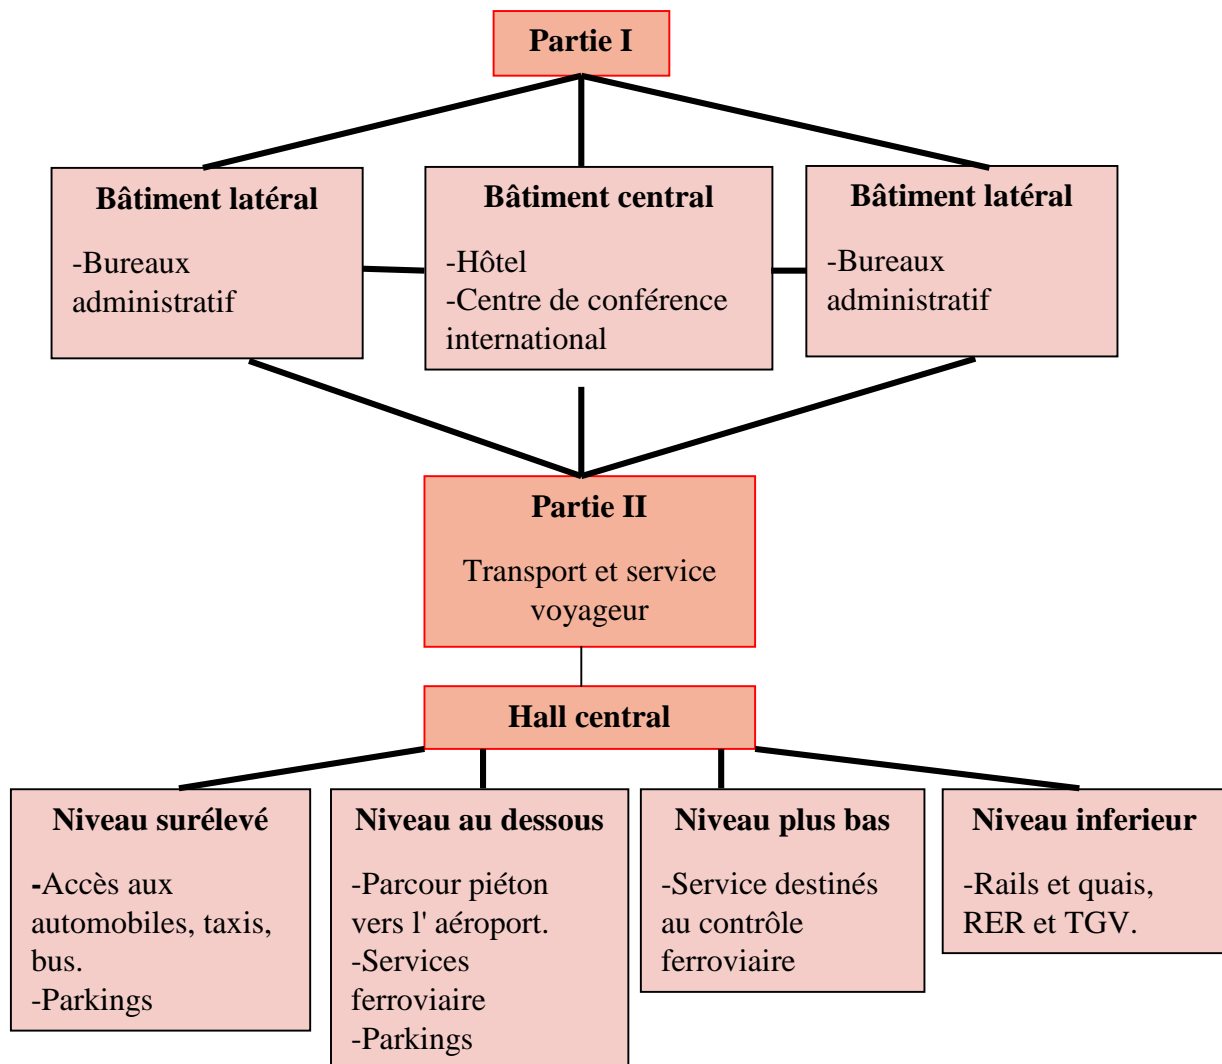 Partie I
Bâtiment latéral
-Bureaux
administratif
Bâtiment central
-Hôtel
-Centre de conférence
international
Bâtiment latéral
-Bureaux
administratif
Partie II
Transport et service
voyageur
Hall central
Niveau surélevé
-Accès aux
automobiles, taxis,
bus.
-Parkings
Niveau au dessous
-Parcour piéton
vers l' aéroport.
-Services
ferroviaire
-Parkings
Niveau plus bas
-Service destinés
au contrôle
ferroviaire
Niveau inferieur
-Rails et quais,
RER et TGV.